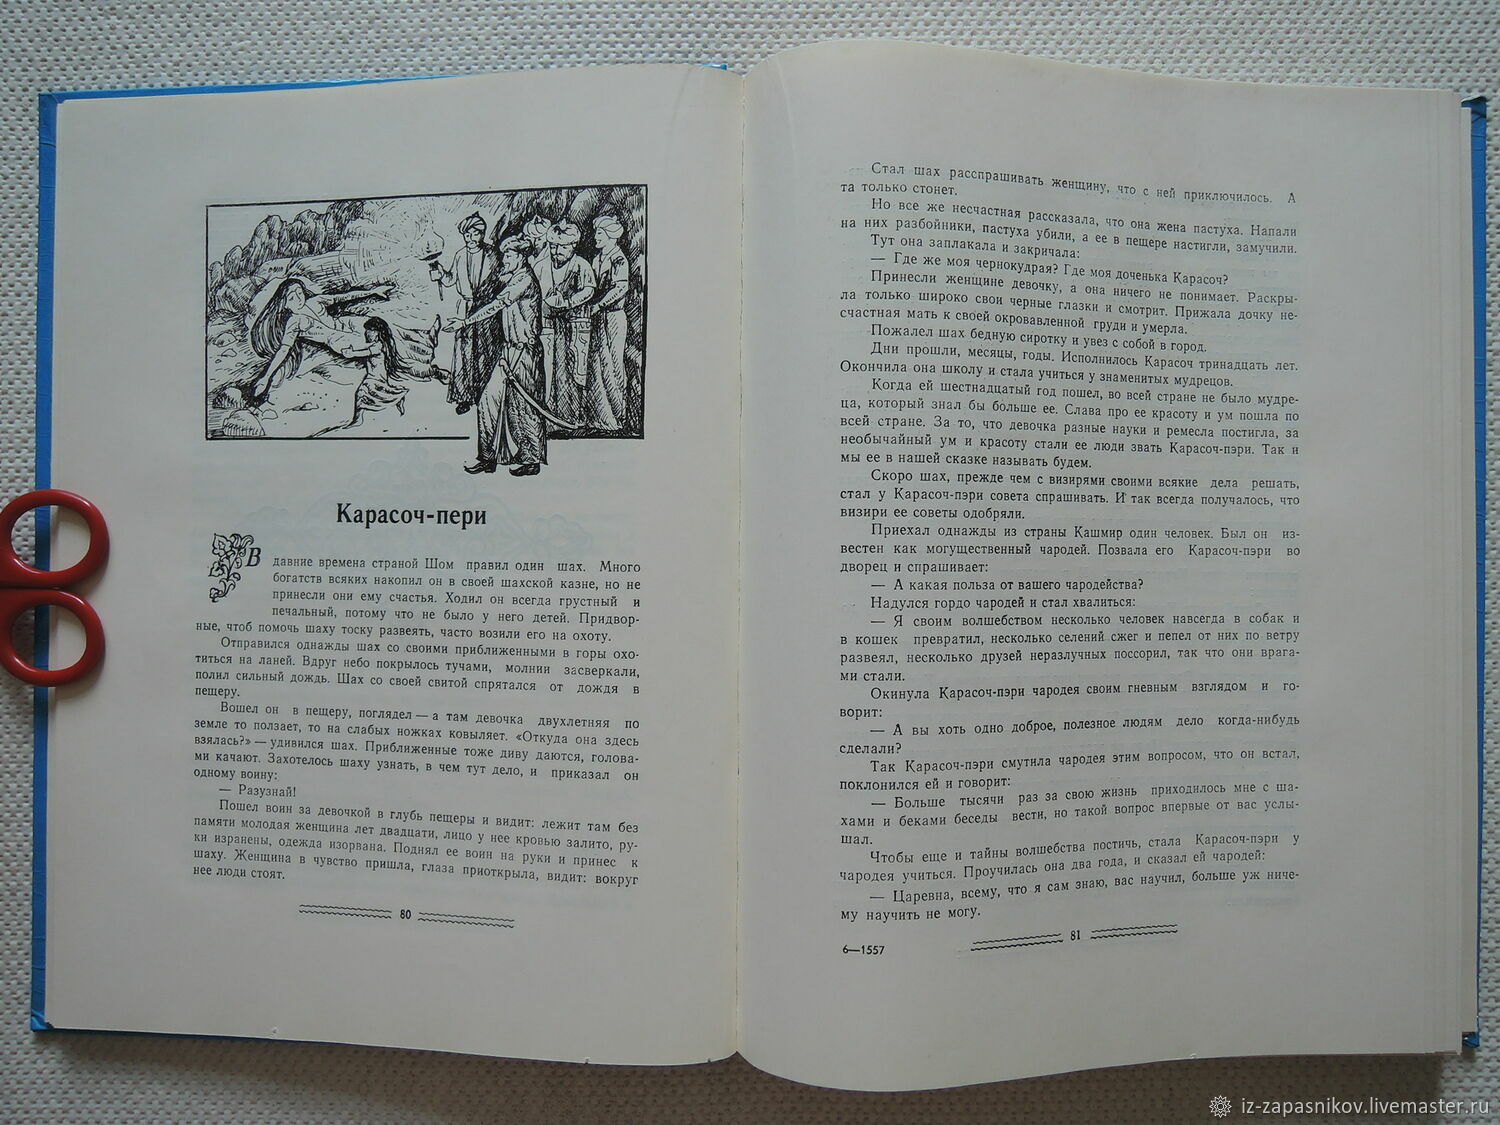 Карасоч-пери
В давние времена страной Шом правил один шах. Много
богатств всяких накопил он в своей шахской казне, но не
принесли они ему счастья. Ходил он всегда грустный и
печальный, потому что не было у него детей. Придвор-
ные, чтоб помочь шаху тоску развеять, часто возили его на охоту.
Отправился однажды шах со своими приближенными в горы охо-
титься на ланей. Вдруг небо покрылось тучами, молнии засверкали,
полил сильный дождь. Шах со своей свитой спрятался от дождя в
пещеру.
Вошел он в пещеру, поглядел — а там девочка двухлетняя по
земле то ползает, то на слабых ножках ковыляет. «Откуда она здесь
взялась?» — удивился шах. Приближенные тоже диву даются, голова-
ми качают. Захотелось шаху узнать, в чем тут дело, и приказал он
одному воину:
— Разузнай!
Пошел воин за девочкой в глубь пещеры и видит: лежит там без
памяти молодая женщина лет двадцати, лицо у нее кровью залито, ру-
ки изранены, одежда изорвана. Поднял ее воин на руки и принес к
шаху. Женщина в чувство пришла, глаза приоткрыла, видит: вокруг
нее люди стоят.
80
Стал шах расспрашивать женщину, что с ней приключилось. А
та только стонет.
Но все же несчастная рассказала, что она жена пастуха. Напали
на них разбойники, пастуха убили, а ее в пещере настигли, замучили.
Тут она заплакала и закричала:
— Где же моя чернокудрая? Где моя доченька Карасоч?
Принесли женщине девочку, а она ничего не понимает. Раскры-
ла только широко свои черные глазки и смотрит. Прижала дочку не-
счастная мать к своей окровавленной груди и умерла.
Пожалел шах бедную сиротку и увез с собой в город.
Дни прошли, месяцы, годы. Исполнилось Карасоч тринадцать лет.
Окончила она школу и стала учиться у знаменитых мудрецов.
Когда ей шестнадцатый год пошел, во всей стране не было мудре-
ца, который знал бы больше ее. Слава про ее красоту и ум пошла по
всей стране. За то, что девочка разные науки и ремесла постигла, за
необычайный ум и красоту стали ее люди звать Карасоч-пэри. Так и
мы ее в нашей сказке называть будем.
Скоро шах, прежде чем с визирями своими всякие дела решать,
стал у Карасоч-пэри совета спрашивать. И так всегда получалось, что
визири ее советы одобряли.
Приехал однажды из страны Кашмир один человек. Был он из-
вестен как могущественный чародей. Позвала его Карасоч-пэри во
дворец и спрашивает:
— А какая польза от вашего чародейства?
Надулся гордо чародей и стал хвалиться:
— Я своим волшебством несколько человек навсегда в собак и
в кошек превратил, несколько селений сжег и пепел от них по ветру
развеял, несколько друзей неразлучных поссорил, так что они врага-
ми стали.
Окинула Карасоч-пэри чародея своим гневным взглядом и го-
ворит:
— А вы хоть одно доброе, полезное людям дело когда-нибудь
сделали?
Так Карасоч-пэри смутила чародея этим вопросом, что он встал,
поклонился ей и говорит:
— Больше тысячи раз за свою жизнь приходилось мне с ша-
хами и беками беседы вести, но такой вопрос впервые от вас услы-
шал.
Чтобы еще и тайны волшебства постичь, стала Карасоч-пэри у
чародея учиться. Проучилась она два года, и сказал ей чародей:
— Царевна, всему, что я сам знаю, вас научил, больше уж ниче-
му научить не могу.
6—1557
81
iz-zapasnikov.livemaster.ru